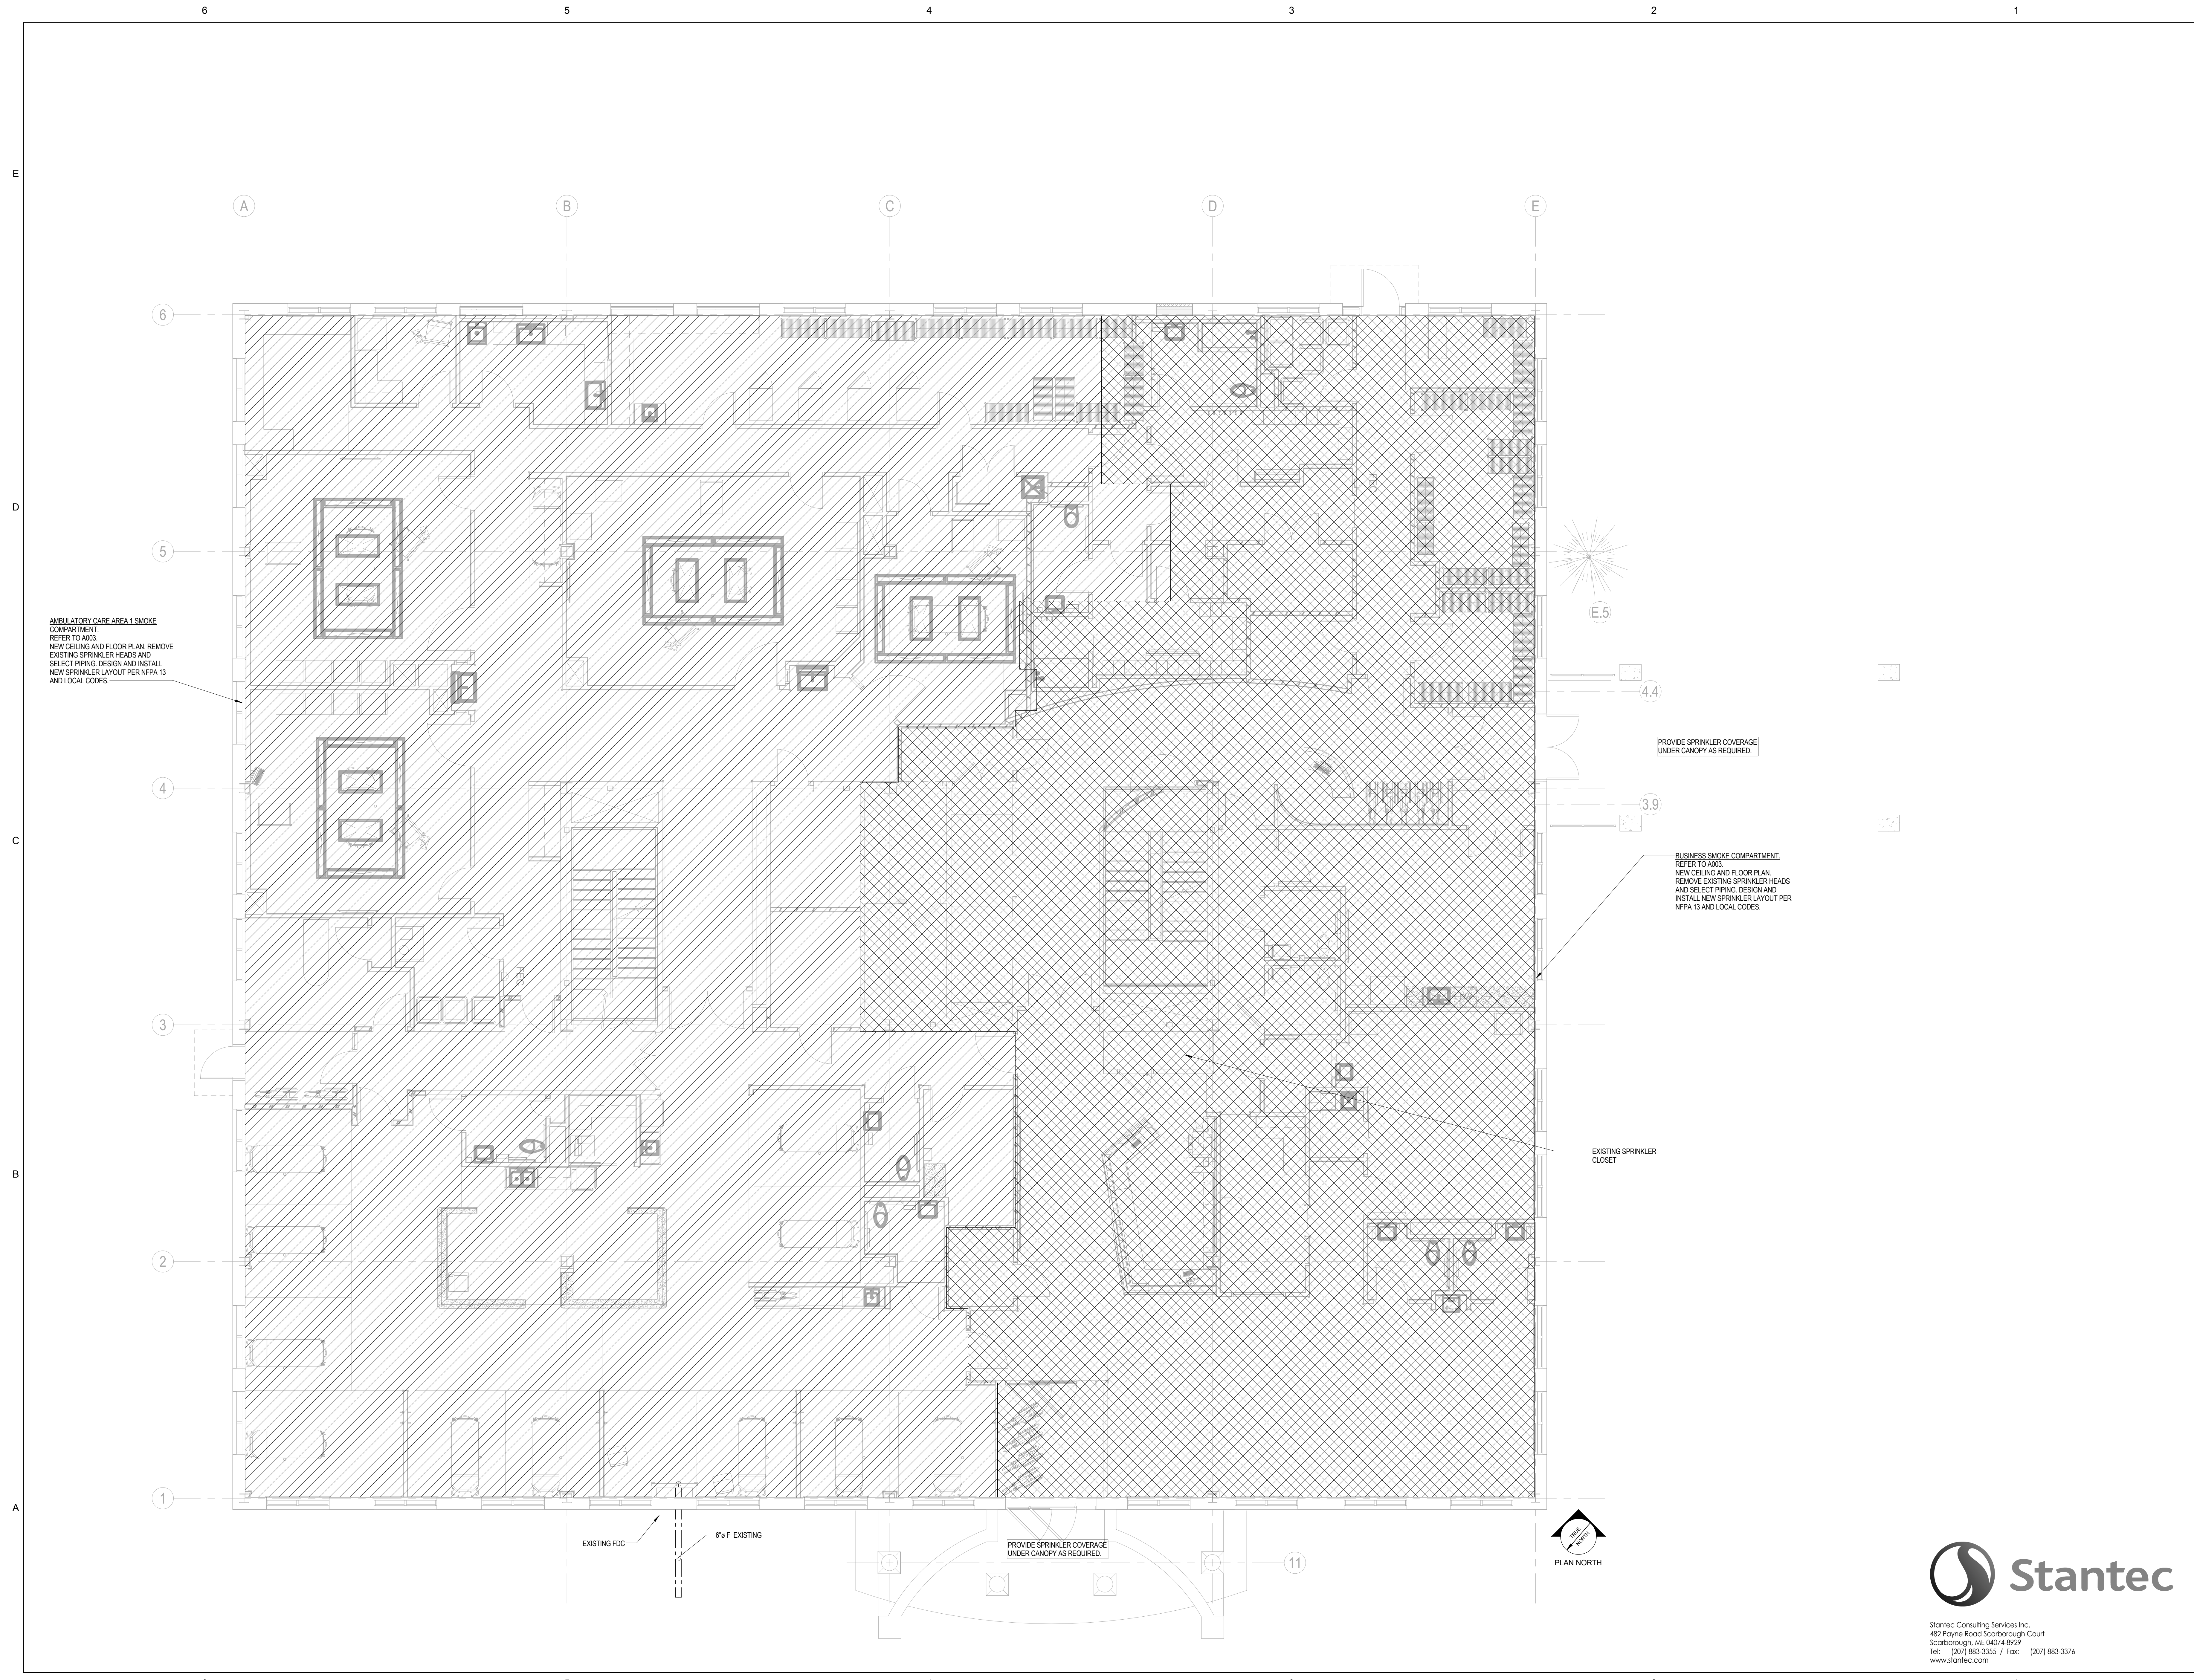 6 5 4 3 2 1
E
D
C
B
A
A B C D E
6
5
4
3
2
1
E.5
4.4
3.9
11
AMBULATORY CARE AREA 1 SMOKE
COMPARTMENT.
REFER TO A003.
NEW CEILING AND FLOOR PLAN. REMOVE
EXISTING SPRINKLER HEADS AND
SELECT PIPING. DESIGN AND INSTALL
NEW SPRINKLER LAYOUT PER NFPA 13
AND LOCAL CODES.
FEC
FEC
PROVIDE SPRINKLER COVERAGE
UNDER CANOPY AS REQUIRED.
BUSINESS SMOKE COMPARTMENT.
REFER TO A003.
NEW CEILING AND FLOOR PLAN.
REMOVE EXISTING SPRINKLER HEADS
AND SELECT PIPING. DESIGN AND
INSTALL NEW SPRINKLER LAYOUT PER
NFPA 13 AND LOCAL CODES.
DW
EXISTING SPRINKLER
CLOSET
EXISTING FDC
6"ø F EXISTING
PROVIDE SPRINKLER COVERAGE
UNDER CANOPY AS REQUIRED.
TRUE
NORTH
PLAN NORTH
Stantec
Stantec Consulting Services Inc.
482 Payne Road Scarborough Court
Scarborough, ME 04074-8929
Tel: (207) 883-3355 / Fax: (207) 883-3376
www.stantec.com